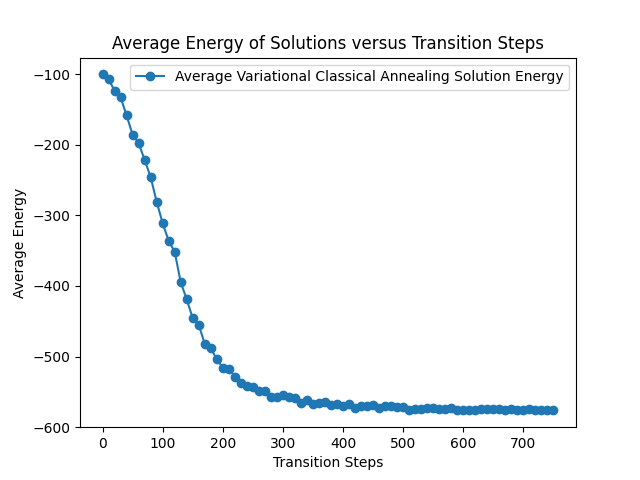 Average Energy of Solutions versus Transition Steps
Average Variational Classical Annealing Solution Energy
−100
−200
−300
−400
−500
−600
Average Energy
0 100 200 300 400 500 600 700
Transition Steps